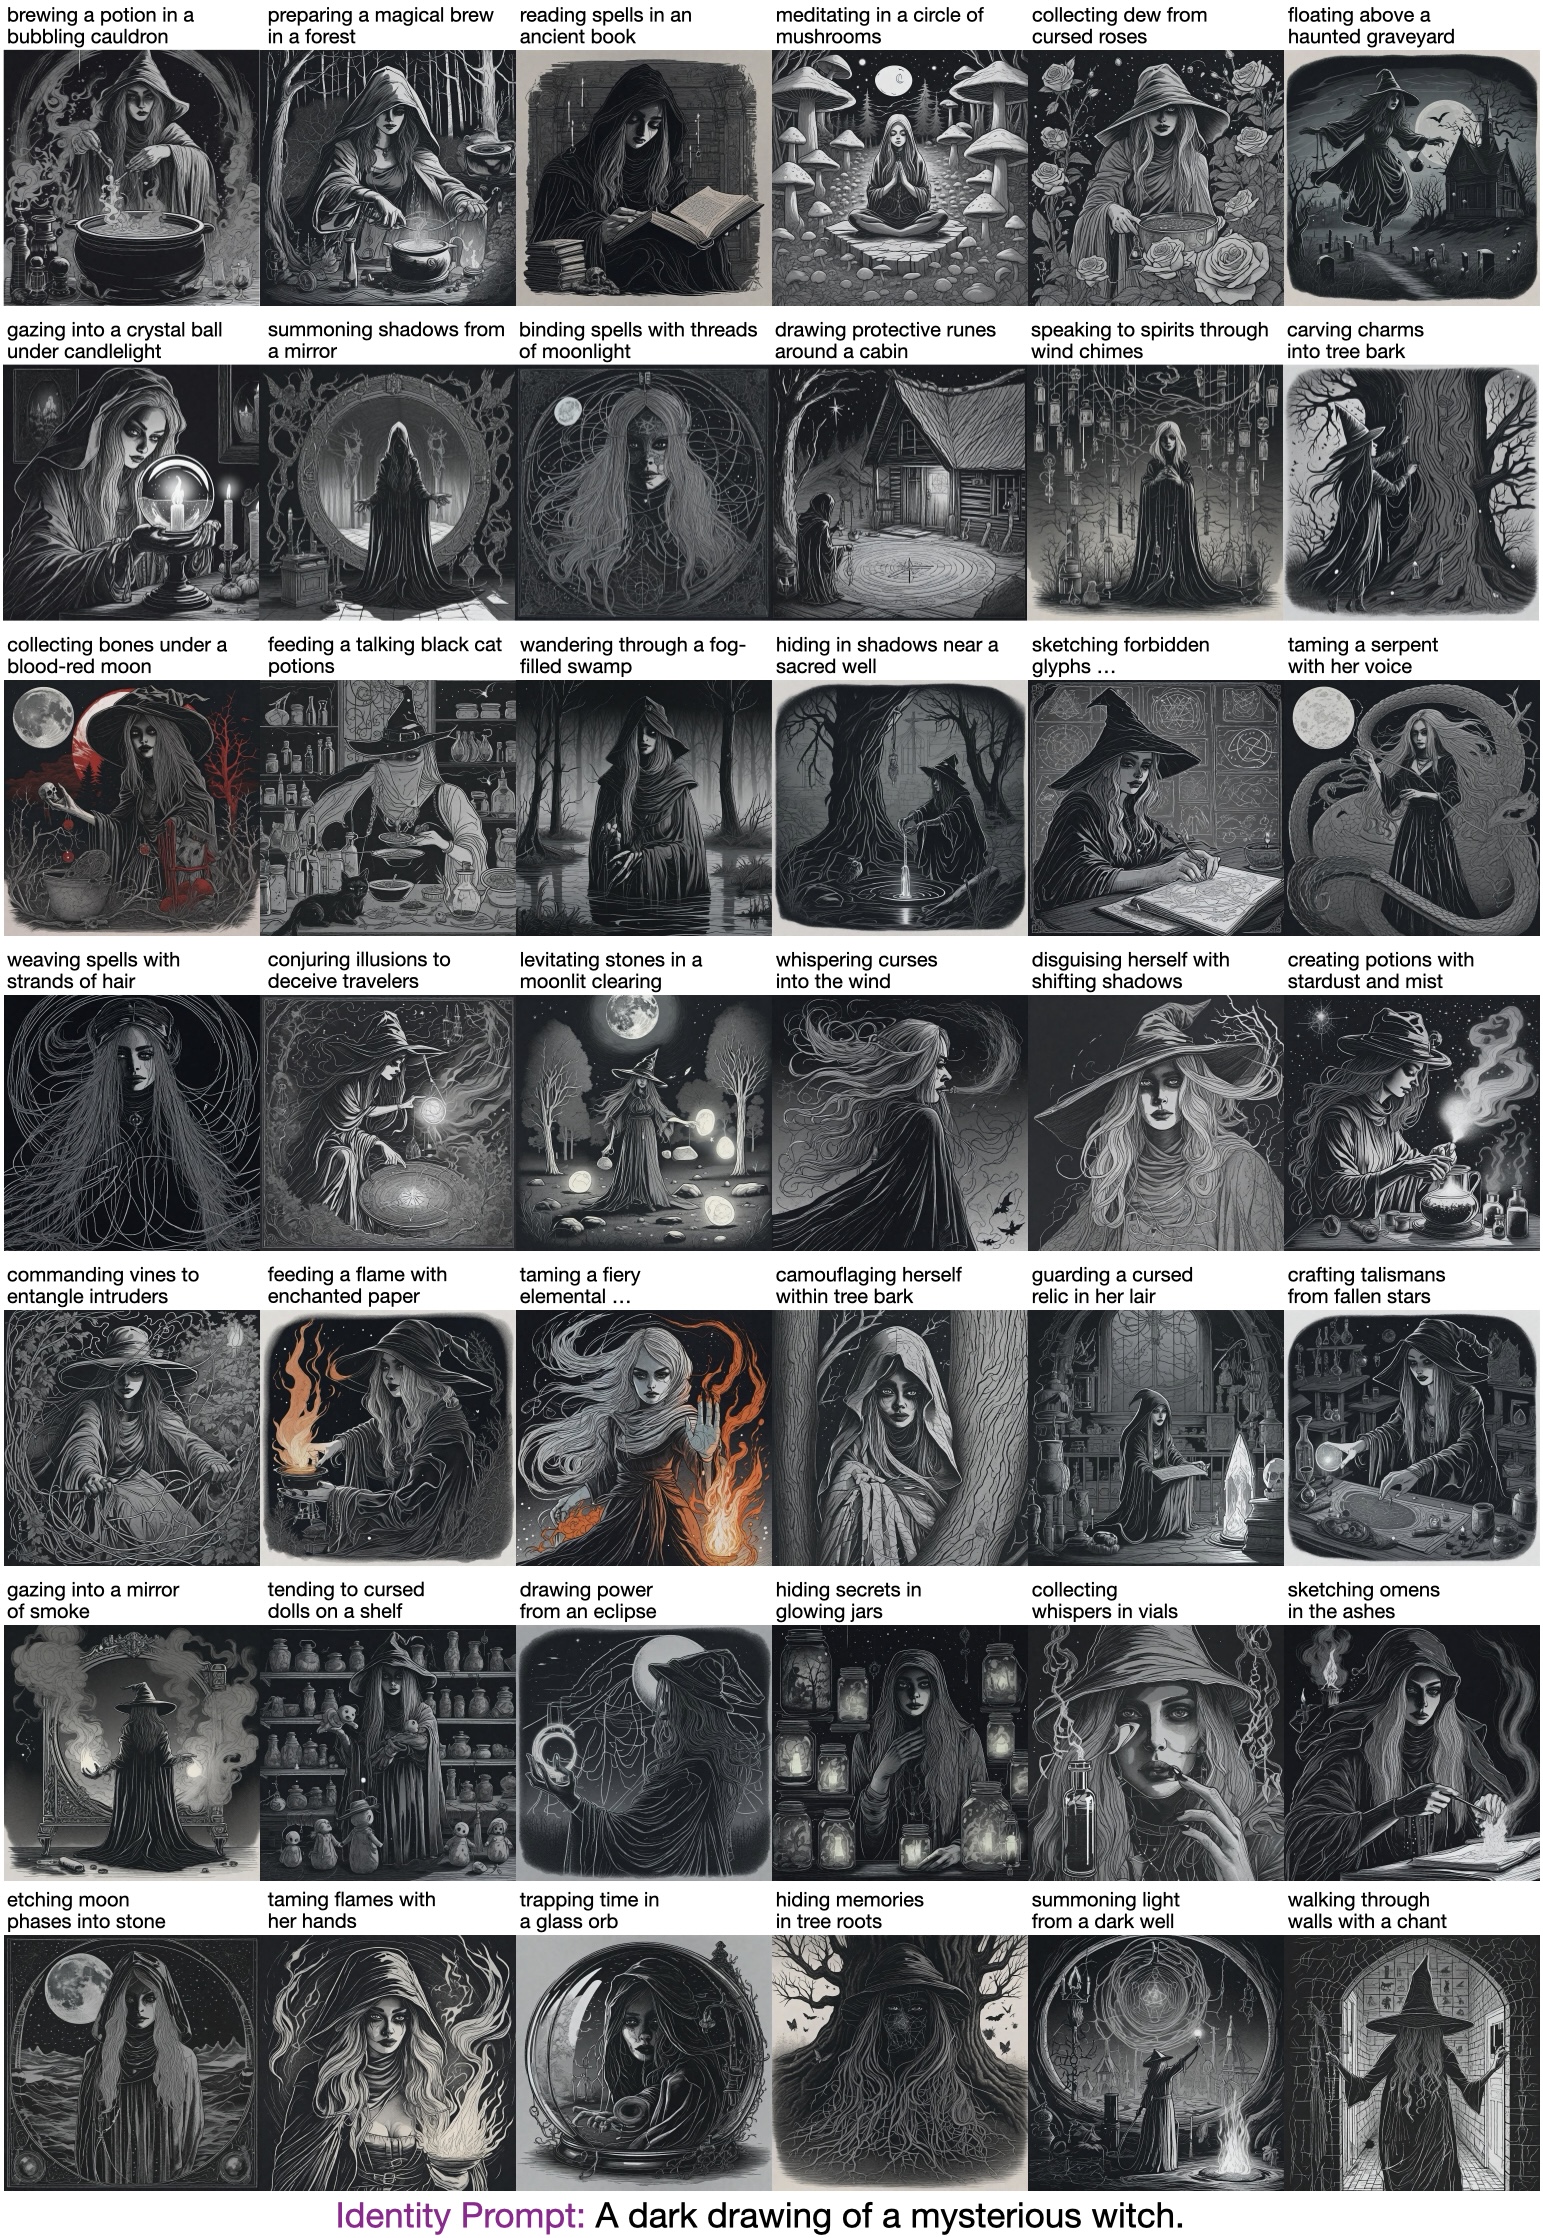 brewing a potion in a
bubbling cauldron
preparing a magical brew
in a forest
reading spells in an
ancient book
meditating in a circle of
mushrooms
collecting dew from
cursed roses
floating above a
haunted graveyard
gazing into a crystal ball
under candlelight
summoning shadows from
a mirror
binding spells with threads
of moonlight
drawing protective runes
around a cabin
speaking to spirits through
wind chimes
carving charms
into tree bark
collecting bones under a
blood-red moon
feeding a talking black cat
potions
wandering through a fog-
filled swamp
hiding in shadows near a
sacred well
sketching forbidden
glyphs …
taming a serpent
with her voice
weaving spells with
strands of hair
conjuring illusions to
deceive travelers
levitating stones in a
moonlit clearing
whispering curses
into the wind
disguising herself with
shifting shadows
creating potions with
stardust and mist
commanding vines to
entangle intruders
feeding a flame with
enchanted paper
taming a fiery
elemental …
camouflaging herself
within tree bark
guarding a cursed
relic in her lair
crafting talismans
from fallen stars
gazing into a mirror
of smoke
tending to cursed
dolls on a shelf
drawing power
from an eclipse
hiding secrets in
glowing jars
collecting
whispers in vials
sketching omens
in the ashes
etching moon
phases into stone
taming flames with
her hands
trapping time in
a glass orb
hiding memories
in tree roots
summoning light
from a dark well
walking through
walls with a chant
Identity Prompt: A dark drawing of a mysterious witch.